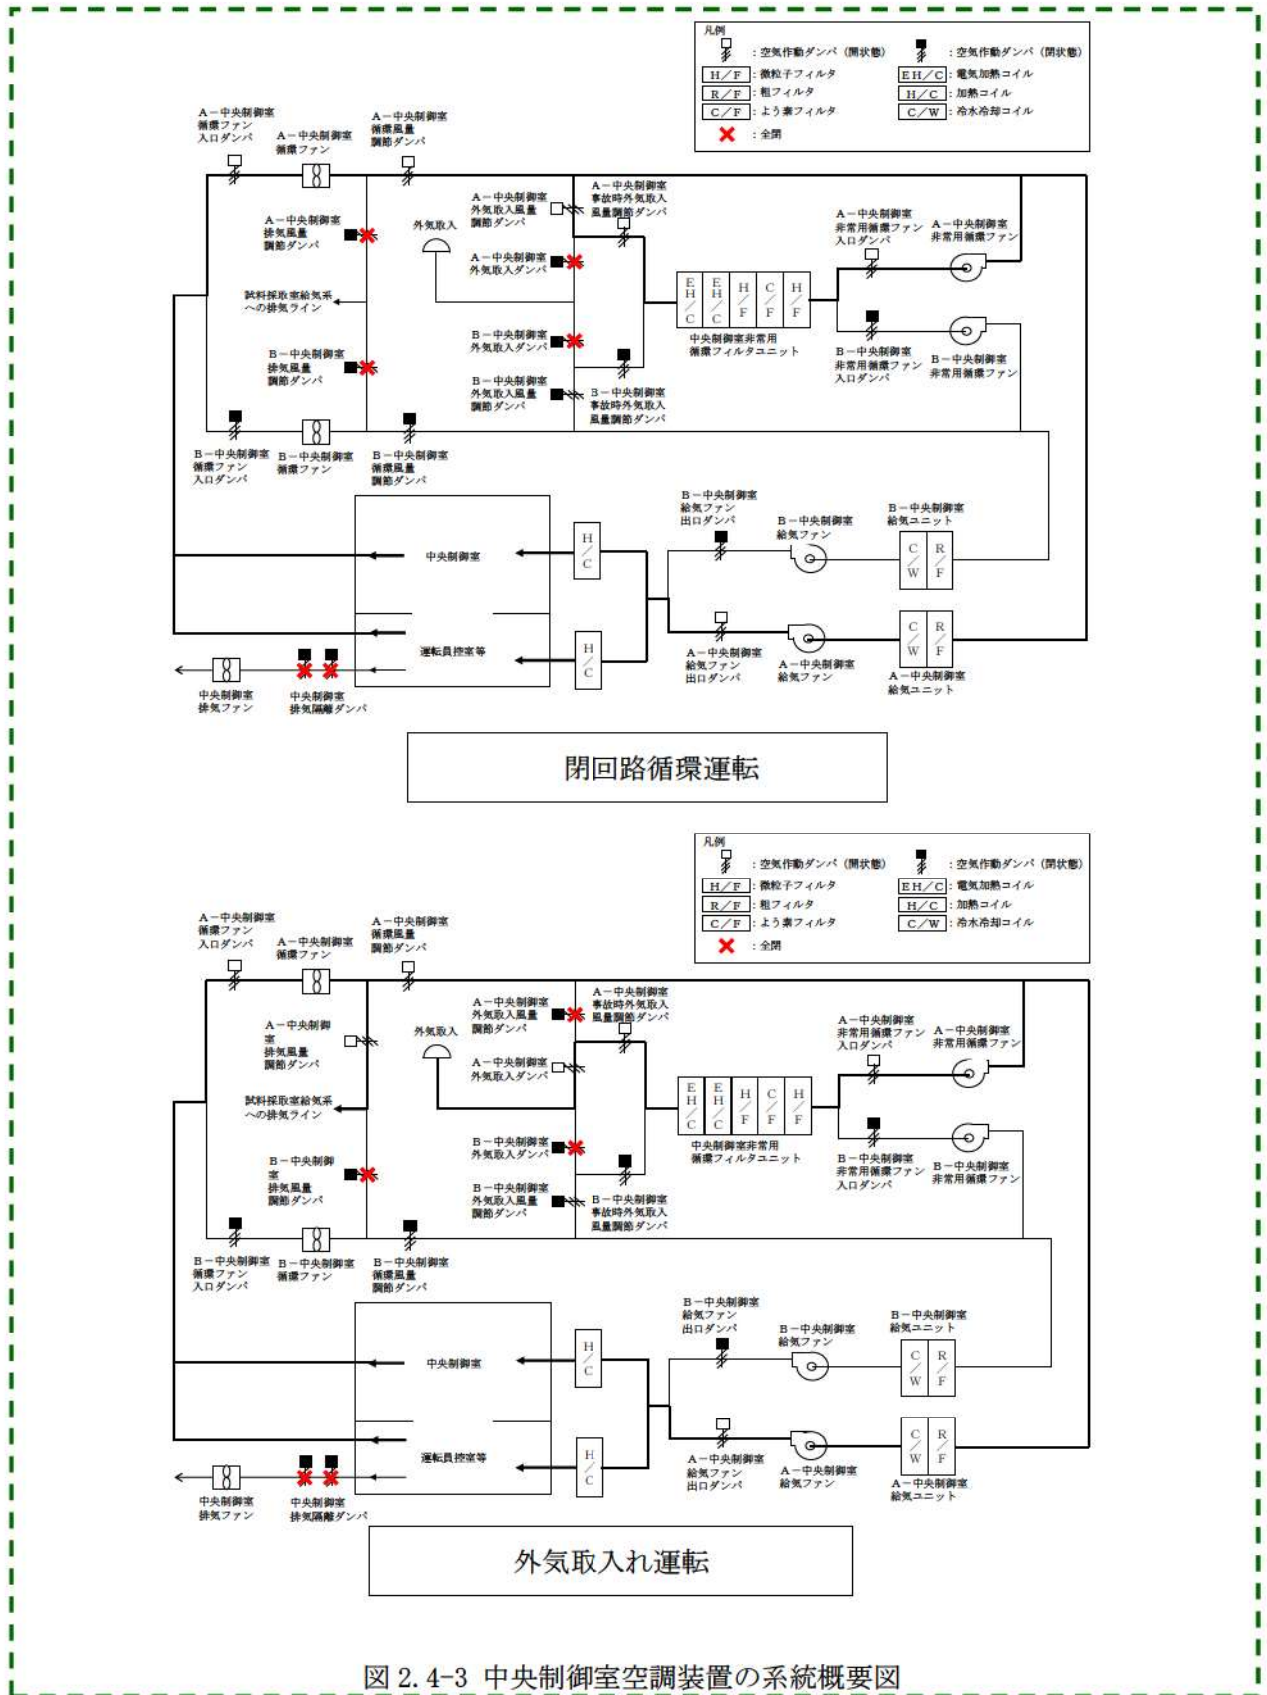 凡例
：空気作動ダンパ（開状態）
：空気作動ダンパ（閉状態）
H／F：微粒子フィルタ
EH／C：電気加熱コイル
R／F：粗フィルタ
H／C：加熱コイル
C／F：よう素フィルタ
C／W：冷水冷却コイル
：全閉
A－中央制御室
循環ファン
入口ダンパ
A－中央制御室
循環ファン
A－中央制御室
循環風量
調節ダンパ
A－中央制御室
排気風量
調節ダンパ
外気取入
A－中央制御室
外気取入風量
調節ダンパ
A－中央制御室
事故時外気取入
風量調節ダンパ
A－中央制御室
外気取入ダンパ
A－中央制御室
非常用循環ファン
入口ダンパ
A－中央制御室
非常用循環ファン
試料採取室給気系
への排気ライン
EH／C
EH／C
H／F
C／F
H／F
中央制御室非常用
循環フィルタユニット
B－中央制御室
排気風量
調節ダンパ
B－中央制御室
外気取入ダンパ
B－中央制御室
外気取入風量
調節ダンパ
B－中央制御室
事故時外気取入
風量調節ダンパ
B－中央制御室
非常用循環ファン
入口ダンパ
B－中央制御室
非常用循環ファン
B－中央制御室
循環ファン
入口ダンパ
B－中央制御室
循環ファン
B－中央制御室
循環風量
調節ダンパ
B－中央制御室
給気ファン
出口ダンパ
B－中央制御室
給気ファン
B－中央制御室
給気ユニット
C／W
R／F
中央制御室
H／C
運転員控室等
H／C
A－中央制御室
給気ファン
出口ダンパ
A－中央制御室
給気ファン
C／W
R／F
A－中央制御室
給気ユニット
中央制御室
排気ファン
中央制御室
排気隔離ダンパ
閉回路循環運転
凡例
：空気作動ダンパ（開状態）
：空気作動ダンパ（閉状態）
H／F：微粒子フィルタ
EH／C：電気加熱コイル
R／F：粗フィルタ
H／C：加熱コイル
C／F：よう素フィルタ
C／W：冷水冷却コイル
：全閉
A－中央制御室
循環ファン
入口ダンパ
A－中央制御室
循環ファン
A－中央制御室
循環風量
調節ダンパ
A－中央制御
室
排気風量
調節ダンパ
外気取入
A－中央制御室
外気取入風量
調節ダンパ
A－中央制御室
事故時外気取入
風量調節ダンパ
A－中央制御室
外気取入ダンパ
A－中央制御室
非常用循環ファン
入口ダンパ
A－中央制御室
非常用循環ファン
試料採取室給気系
への排気ライン
EH／C
EH／C
H／F
C／F
H／F
中央制御室非常用
循環フィルタユニット
B－中央制御
室
排気風量
調節ダンパ
B－中央制御室
外気取入ダンパ
B－中央制御室
外気取入風量
調節ダンパ
B－中央制御室
事故時外気取入
風量調節ダンパ
B－中央制御室
非常用循環ファン
入口ダンパ
B－中央制御室
非常用循環ファン
B－中央制御室
循環ファン
入口ダンパ
B－中央制御室
循環ファン
B－中央制御室
循環風量
調節ダンパ
B－中央制御室
給気ファン
出口ダンパ
B－中央制御室
給気ファン
B－中央制御室
給気ユニット
C／W
R／F
中央制御室
H／C
運転員控室等
H／C
A－中央制御室
給気ファン
出口ダンパ
A－中央制御室
給気ファン
C／W
R／F
A－中央制御室
給気ユニット
中央制御室
排気ファン
中央制御室
排気隔離ダンパ
外気取入れ運転
図 2.4-3 中央制御室空調装置の系統概要図